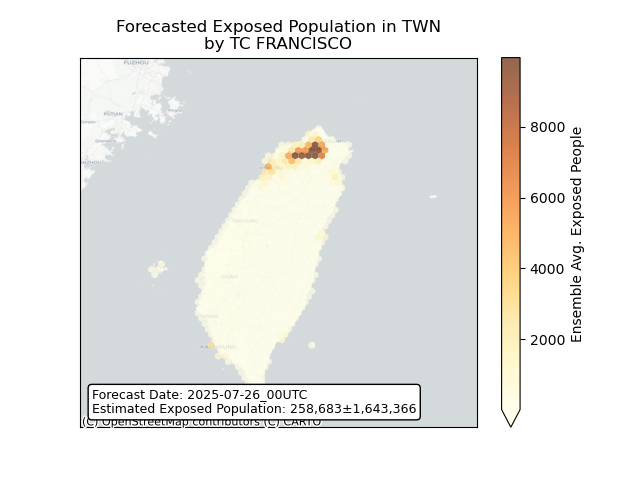 Forecasted Exposed Population in TWN
by TC FRANCISCO
FUZHOU
PUTIAN
8000
6000
4000
2000
Ensemble Avg. Exposed People
Forecast Date: 2025-07-26_00UTC
Estimated Exposed Population: 258,683±1,643,366
(C) OpenStreetMap contributors (C) CARTO